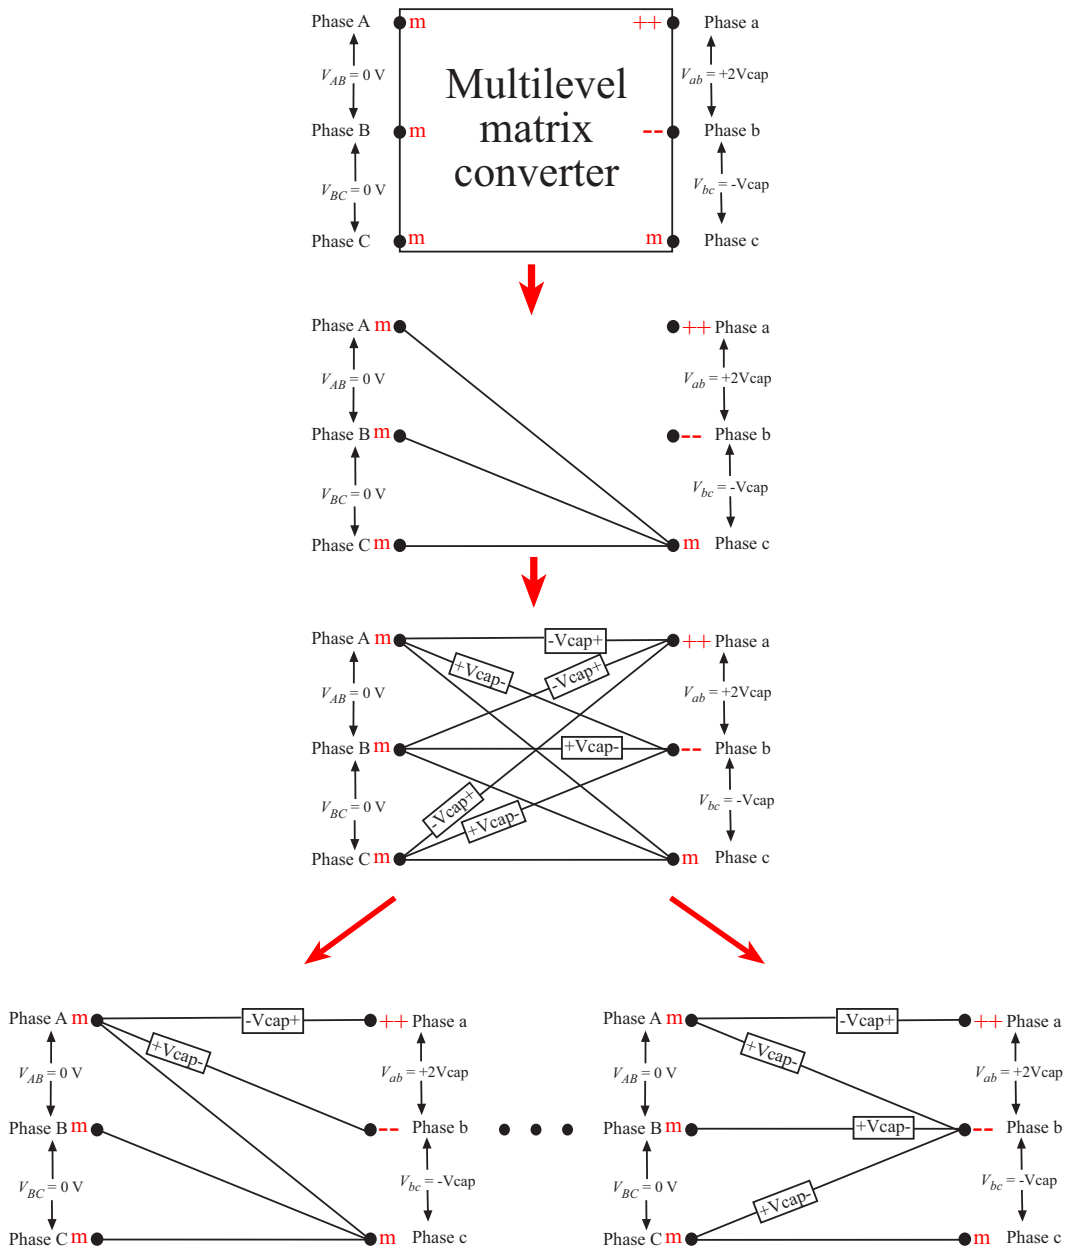 Phase A m ++ Phase a
V_AB = 0 V V_ab = +2Vcap
Multilevel
matrix
converter
Phase B m -- Phase b
V_BC = 0 V V_bc = -Vcap
Phase C m m Phase c
Phase A m ++ Phase a
V_AB = 0 V V_ab = +2Vcap
Phase B m -- Phase b
V_BC = 0 V V_bc = -Vcap
Phase C m m Phase c
Phase A m -Vcap+ ++ Phase a
+Vcap- -Vcap+
V_AB = 0 V V_ab = +2Vcap
Phase B m +Vcap- -- Phase b
V_BC = 0 V V_bc = -Vcap
-Vcap+ +Vcap-
Phase C m m Phase c
Phase A m -Vcap+ ++ Phase a
+Vcap-
V_AB = 0 V V_ab = +2Vcap
Phase B m -- Phase b
V_BC = 0 V V_bc = -Vcap
Phase C m m Phase c
Phase A m -Vcap+ ++ Phase a
+Vcap-
V_AB = 0 V V_ab = +2Vcap
Phase B m +Vcap- -- Phase b
V_BC = 0 V V_bc = -Vcap
+Vcap-
Phase C m m Phase c